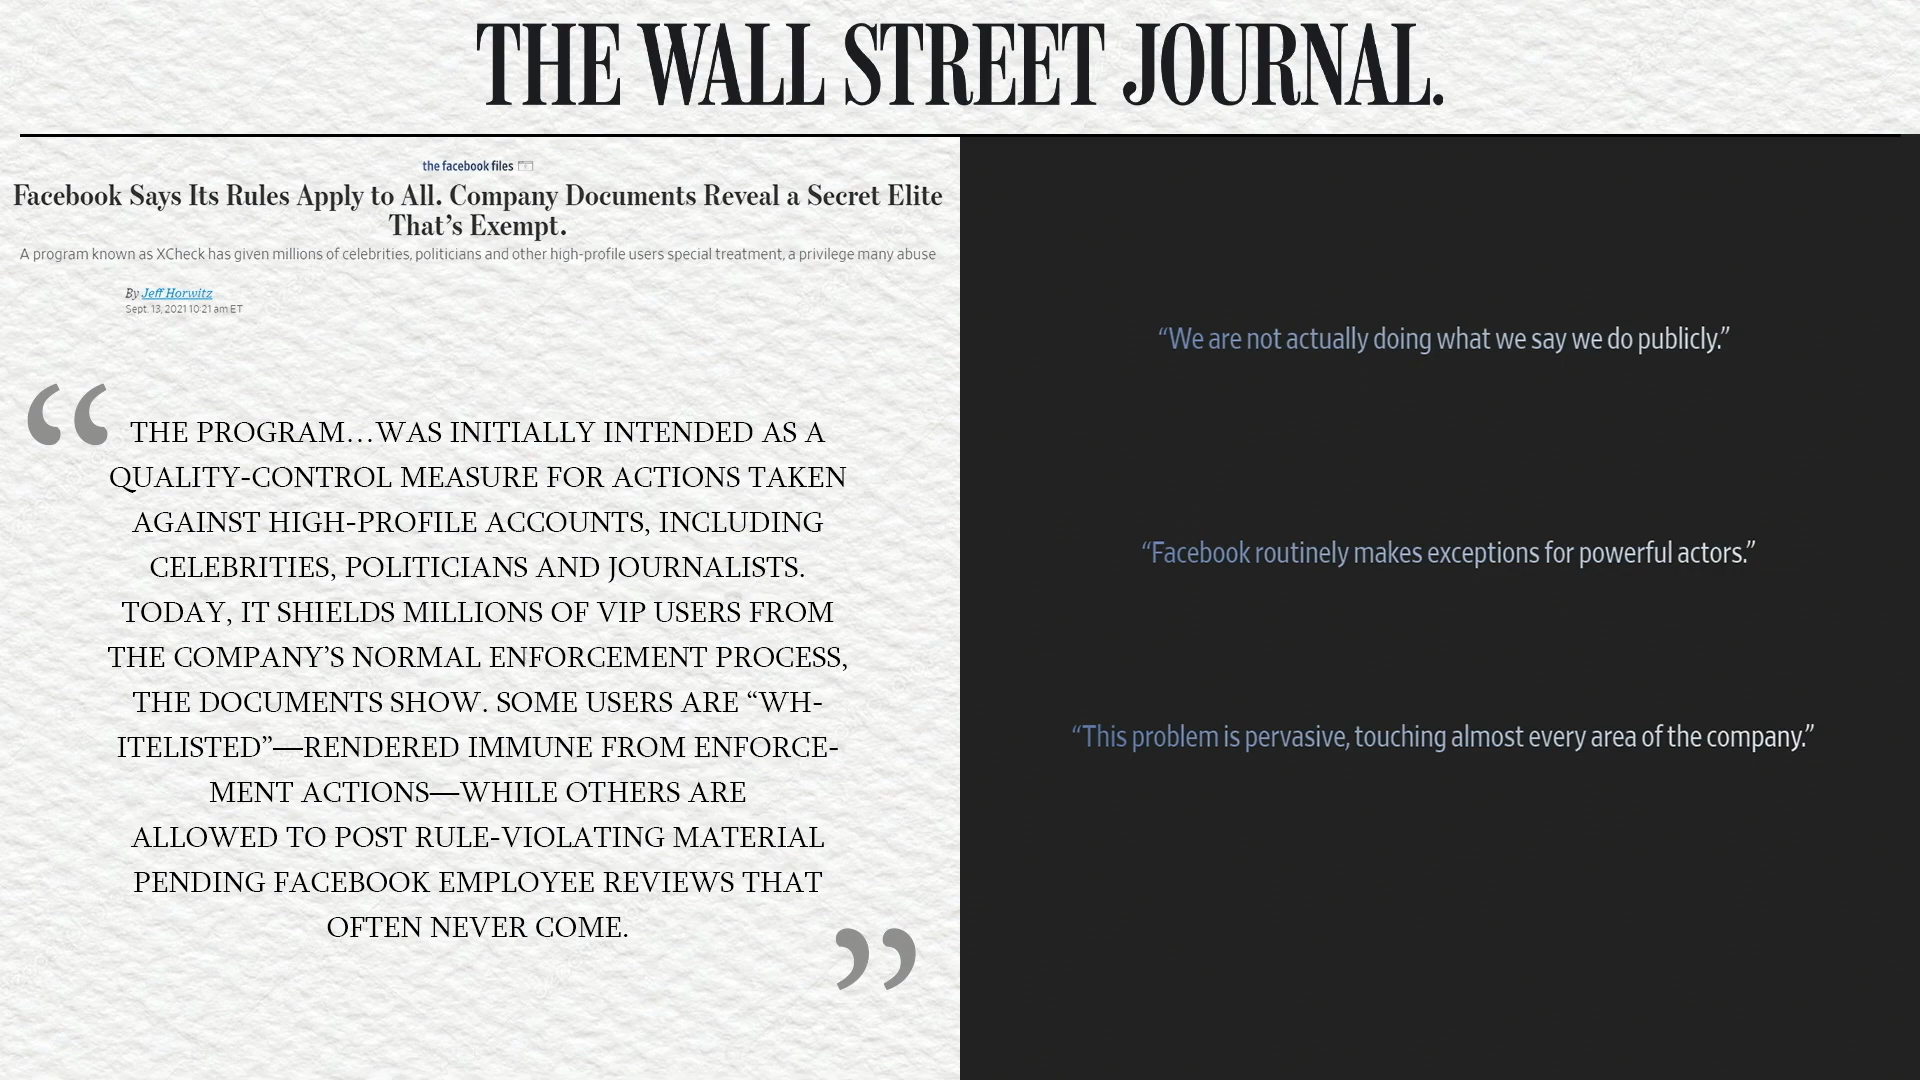 THE WALL STREET JOURNAL.
the facebook files
Facebook Says Its Rules Apply to All. Company Documents Reveal a Secret Elite
That’s Exempt.
A program known as XCheck has given millions of celebrities, politicians and other high-profile users special treatment, a privilege many abuse
By Jeff Horwitz
Sept. 13, 2021 10:21 am ET
“
THE PROGRAM…WAS INITIALLY INTENDED AS A
QUALITY-CONTROL MEASURE FOR ACTIONS TAKEN
AGAINST HIGH-PROFILE ACCOUNTS, INCLUDING
CELEBRITIES, POLITICIANS AND JOURNALISTS.
TODAY, IT SHIELDS MILLIONS OF VIP USERS FROM
THE COMPANY’S NORMAL ENFORCEMENT PROCESS,
THE DOCUMENTS SHOW. SOME USERS ARE “WH-
ITELISTED”—RENDERED IMMUNE FROM ENFORCE-
MENT ACTIONS—WHILE OTHERS ARE
ALLOWED TO POST RULE-VIOLATING MATERIAL
PENDING FACEBOOK EMPLOYEE REVIEWS THAT
OFTEN NEVER COME.
”
“We are not actually doing what we say we do publicly.”
“Facebook routinely makes exceptions for powerful actors.”
“This problem is pervasive, touching almost every area of the company.”